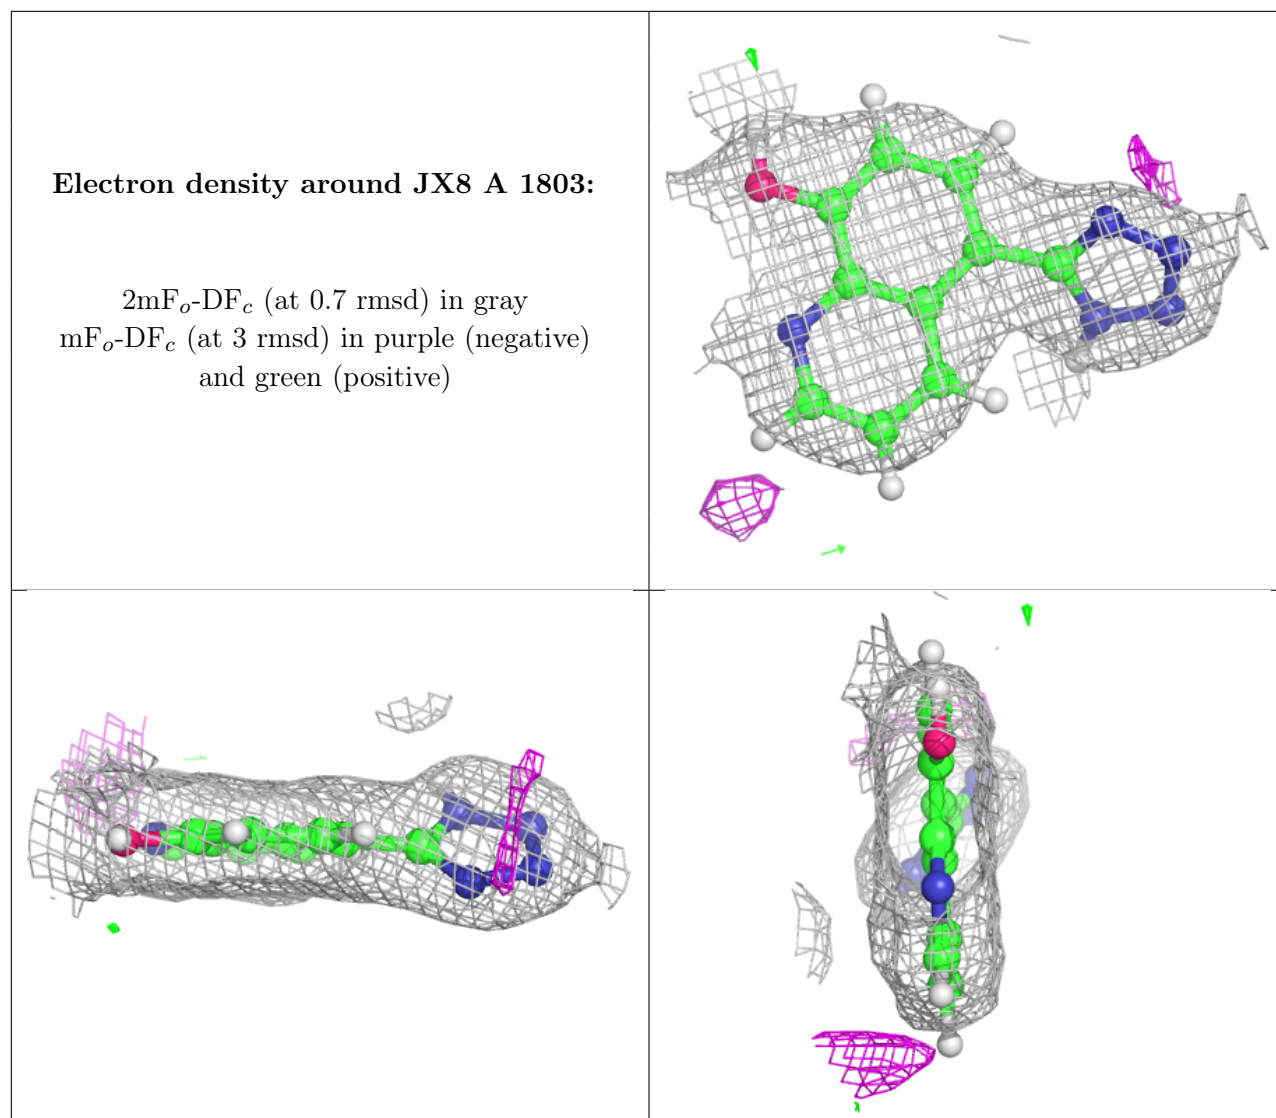 Electron density around JX8 A 1803:
2mFo-DFc (at 0.7 rmsd) in gray
mFo-DFc (at 3 rmsd) in purple (negative)
and green (positive)